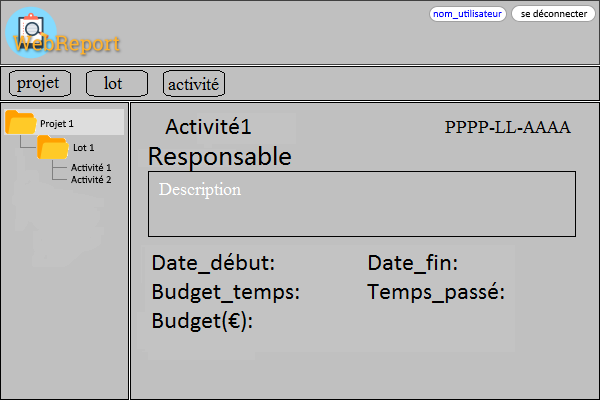 WebReport
nom_utilisateur
se déconnecter
projet
lot
activité
Projet 1
Lot 1
Activité 1
Activité 2
Activité1
PPPP-LL-AAAA
Responsable
Description
Date_début:
Date_fin:
Budget_temps:
Temps_passé:
Budget(€):